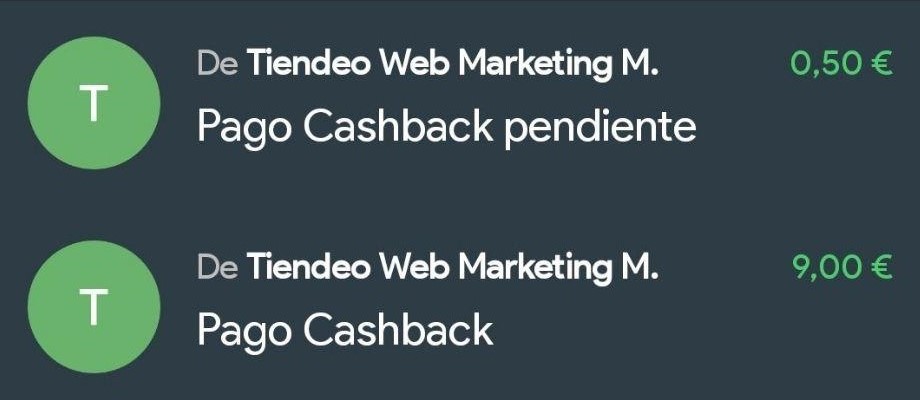 T
De Tiendeo Web Marketing M. 0,50 €
Pago Cashback pendiente
T
De Tiendeo Web Marketing M. 9,00 €
Pago Cashback